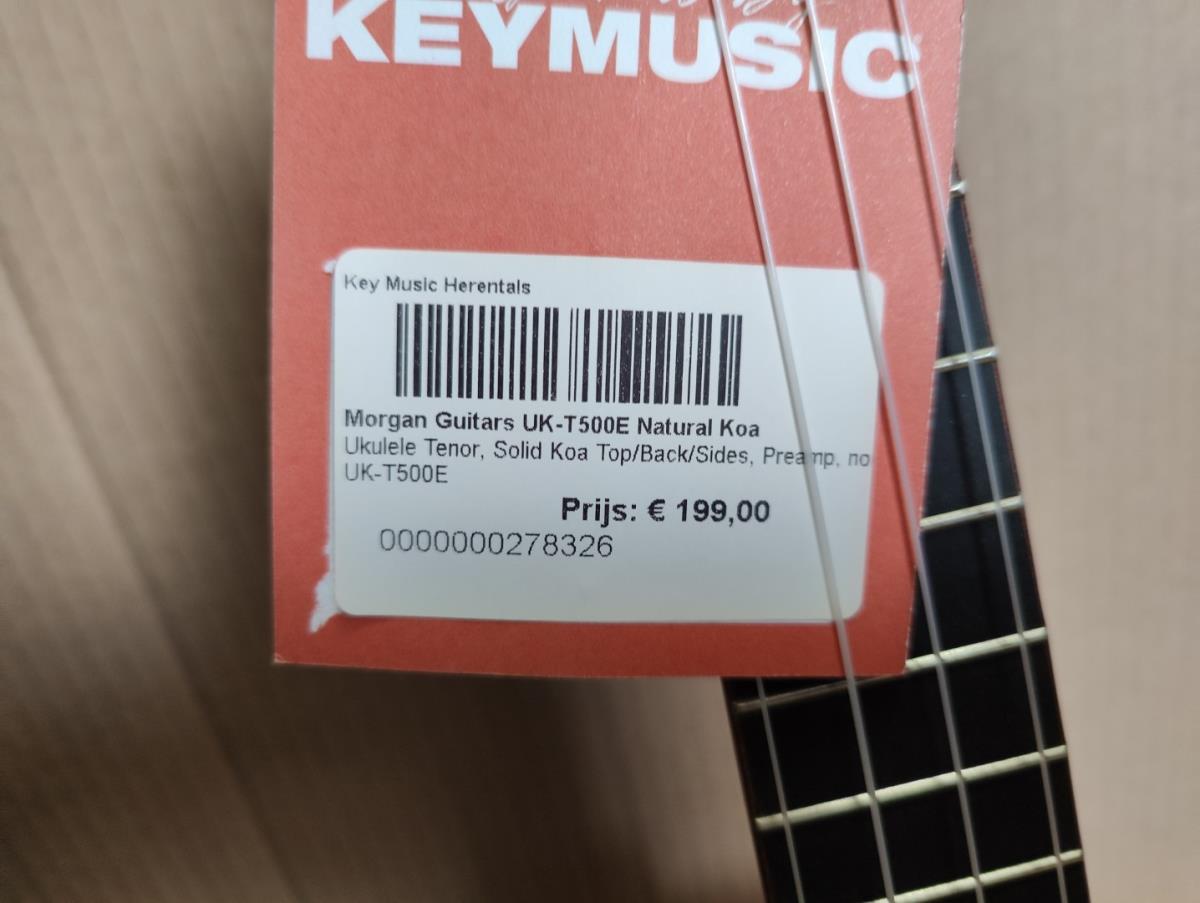 KEYMUSIC
Key Music Herentals
Morgan Guitars UK-T500E Natural Koa
Ukulele Tenor, Solid Koa Top/Back/Sides, Preamp, no
UK-T500E
Prijs: € 199,00
0000000278326